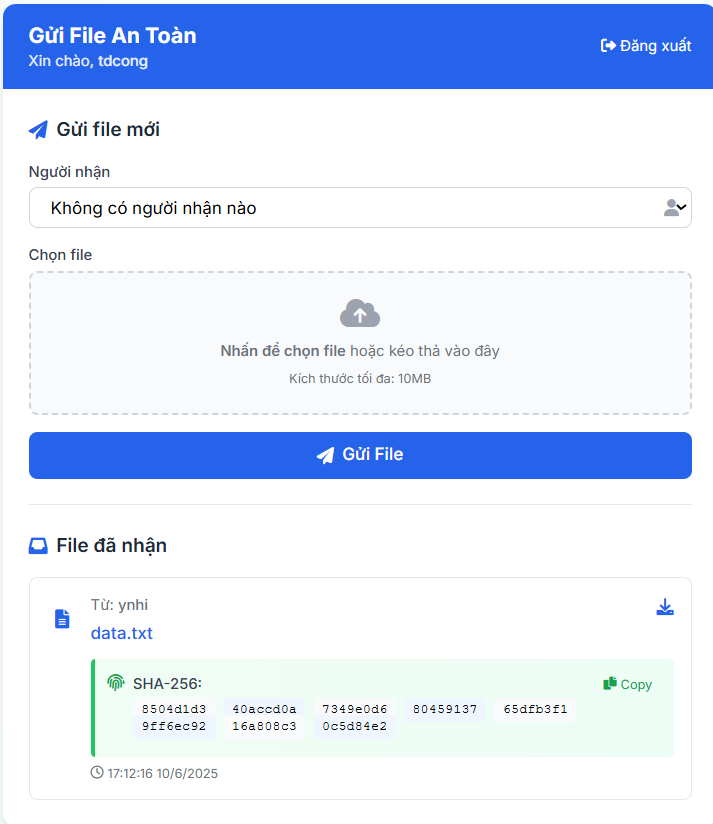 Gửi File An Toàn
Xin chào, tdcong
Đăng xuất
Gửi file mới
Người nhận
Không có người nhận nào
Chọn file
Nhấn để chọn file hoặc kéo thả vào đây
Kích thước tối đa: 10MB
Gửi File
File đã nhận
Từ: ynhi
data.txt
SHA-256:
Copy
8504d1d3 40accd0a 7349e0d6 80459137 65dfb3f1
9ff6ec92 16a808c3 0c5d84e2
17:12:16 10/6/2025